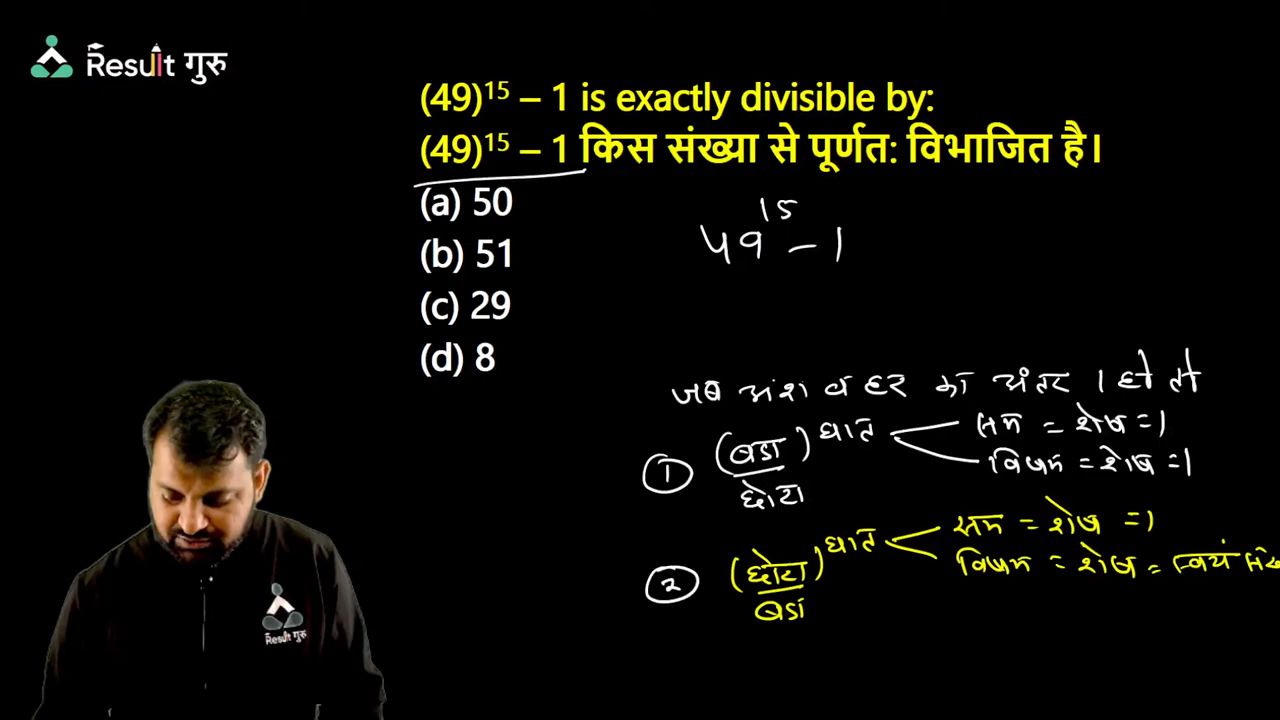 Result गुरु
(49)¹⁵ – 1 is exactly divisible by:
(49)¹⁵ – 1 किस संख्या से पूर्णत: विभाजित है।
(a) 50
(b) 51
(c) 29
(d) 8
49¹⁵ – 1
जब अंश व हर का अंतर 1 हो तो
① (बडा/छोटा)घात
सम = शेष = 1
विषम = शेष = 1
② (छोटा/बडा)घात
सम = शेष = 1
विषम = शेष = स्वयं
Result गुरु